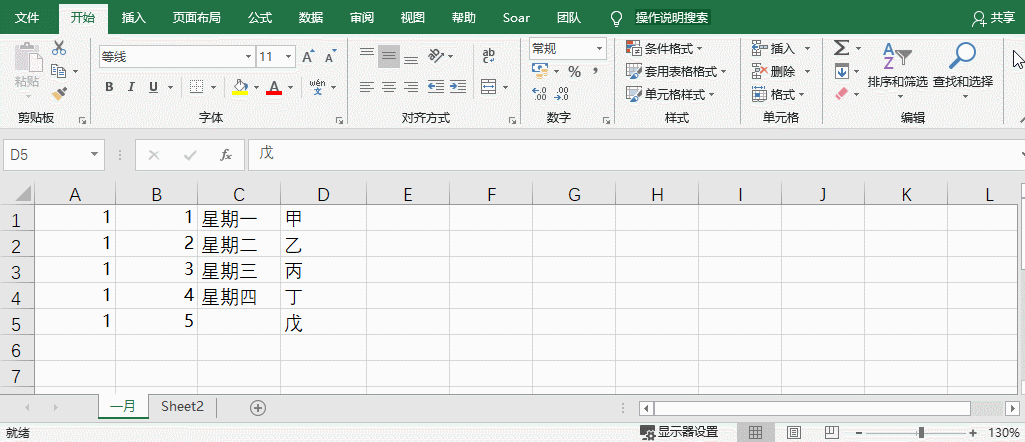 文件 开始 插入 页面布局 公式 数据 审阅 视图 帮助 Soar 团队 操作说明搜索 共享
等线 11 A A 常规 条件格式 插入 Σ
粘贴 B I U A wén 文 ab c % , 套用表格格式 删除 A Z 排序和筛选 查找和选择
.00 .0 单元格样式 格式
剪贴板 字体 对齐方式 数字 样式 单元格 编辑
D5 fx 戊
A B C D E F G H I J K L
1 1 1 星期一 甲
2 1 2 星期二 乙
3 1 3 星期三 丙
4 1 4 星期四 丁
5 1 5 戊
6
7
一月 Sheet2
就绪 显示器设置 130%